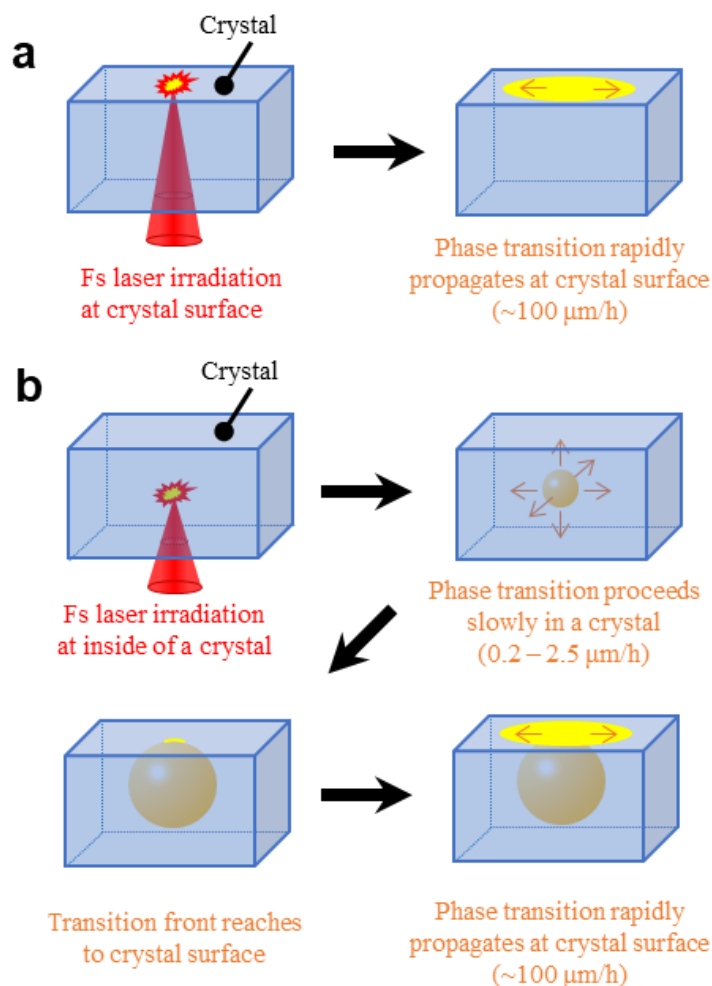 a
Crystal
Fs laser irradiation
at crystal surface
Phase transition rapidly
propagates at crystal surface
(~100 μm/h)
b
Crystal
Fs laser irradiation
at inside of a crystal
Phase transition proceeds
slowly in a crystal
(0.2 – 2.5 μm/h)
Transition front reaches
to crystal surface
Phase transition rapidly
propagates at crystal surface
(~100 μm/h)